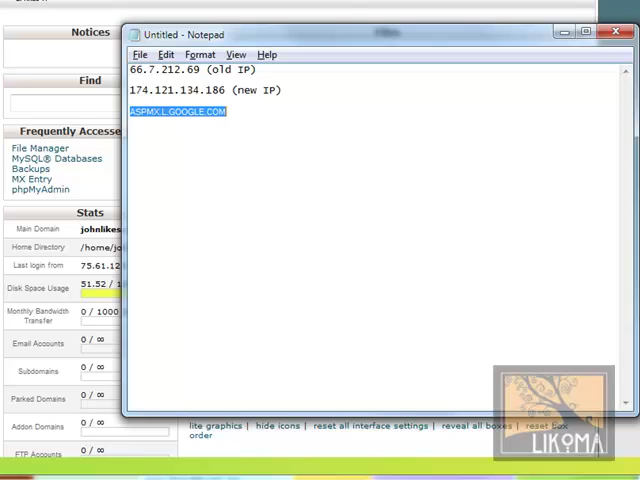 Notices
Find
Frequently Accesse
File Manager
MySQL® Databases
Backups
MX Entry
phpMyAdmin
Stats
Main Domain johnlikes
Home Directory /home/jo
Last login from 75.61.12
Disk Space Usage 51.52 / 1
Monthly Bandwidth Transfer 0 / 1000
Email Accounts 0 / ∞
Subdomains 0 / ∞
Parked Domains 0 / ∞
Addon Domains 0 / ∞
FTP Accounts 0 / ∞
Untitled - Notepad
File Edit Format View Help
66.7.212.69 (old IP)
174.121.134.186 (new IP)
ASPMX.L.GOOGLE.COM
lite graphics | hide icons | reset all interface settings | reveal all boxes | reset box
order
LIKOMA